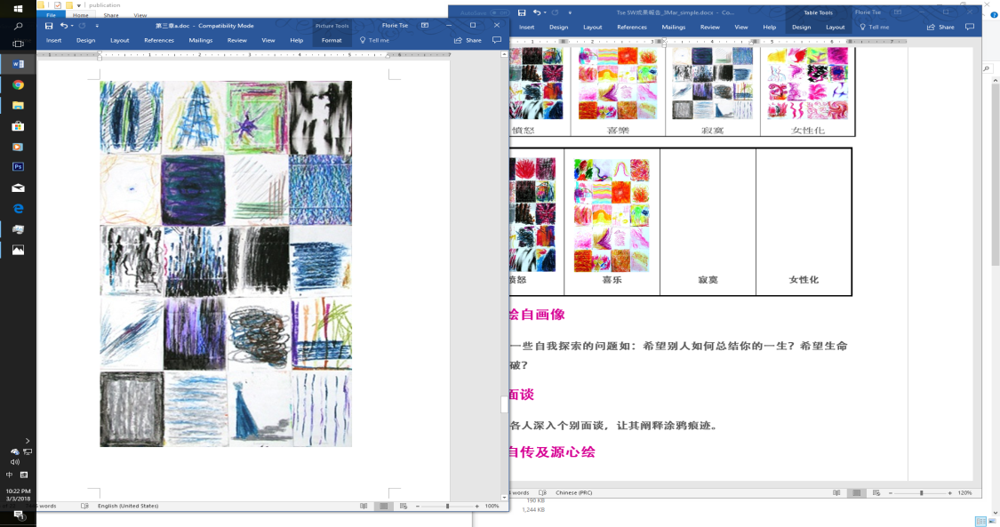 publication
File Home Share View
第三章a.doc - Compatibility Mode
Picture Tools
Florie Tse
Insert Design Layout References Mailings Review View Help Format Tell me Share
Tse SW成果報告_3Mar_simple.docx - Co...
Table Tools
Florie Tse
Insert Design Layout References Mailings Review View Help Design Layout Tell me Share
憤怒 喜樂 寂寞 女性化
喜乐 寂寞 女性化
绘自画像
一些自我探索的问题如：希望别人如何总结你的一生？希望生命
破？
面谈
各人深入个别面谈，让其阐释涂鸦痕迹。
自传及源心绘
words Chinese (PRC) 120%
words English (United States) 100%
190 KB
1,244 KB
中
10:22 PM
3/3/2018